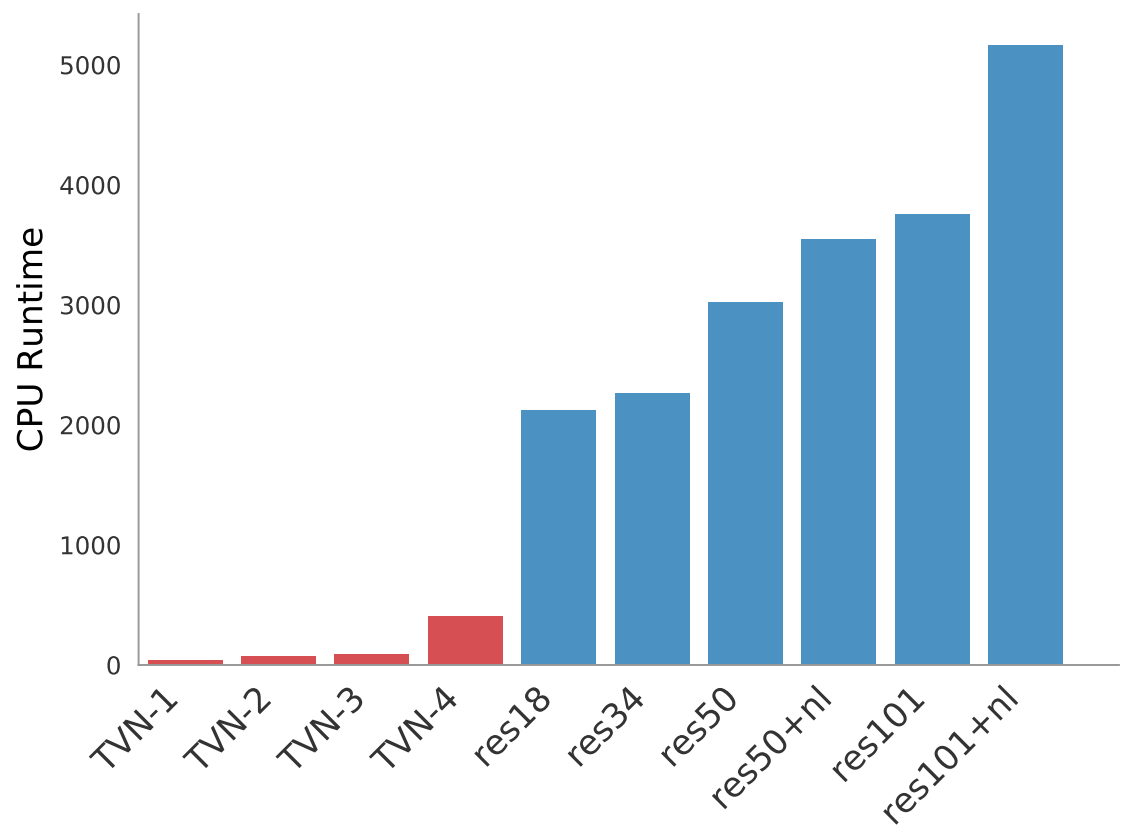 CPU Runtime
5000
4000
3000
2000
1000
0
TVN-1
TVN-2
TVN-3
TVN-4
res18
res34
res50
res50+nl
res101
res101+nl